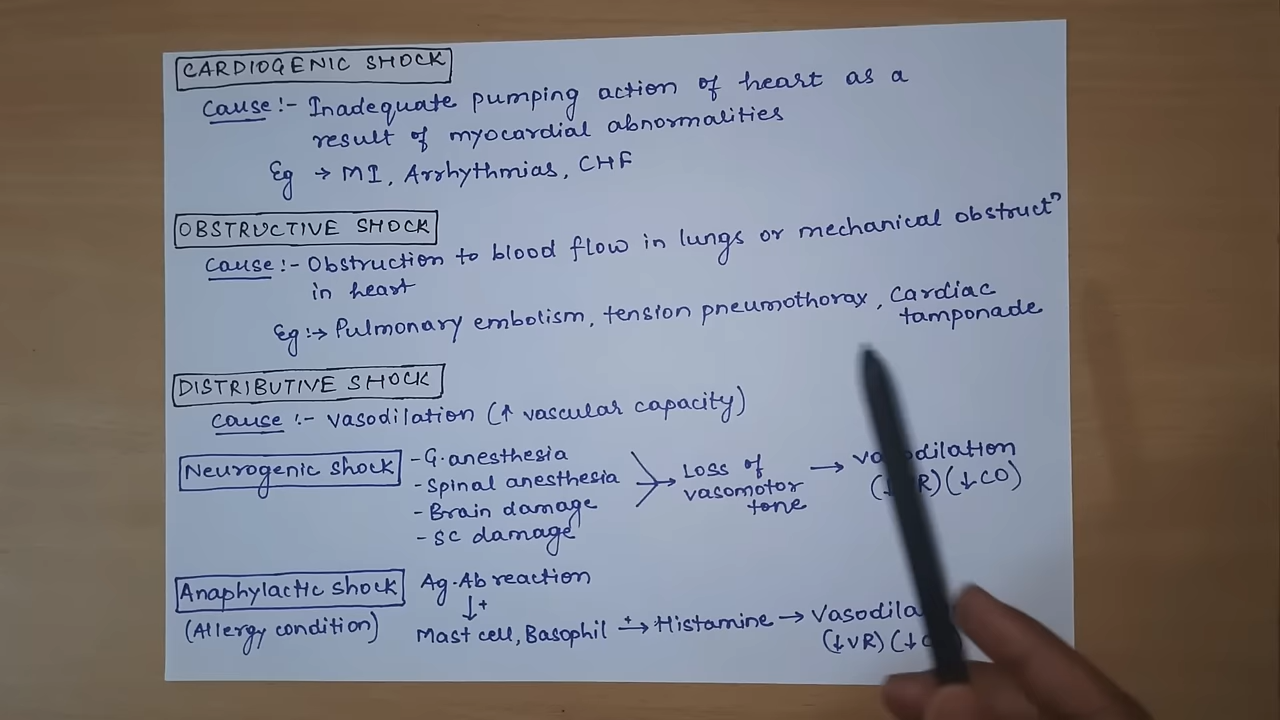 CARDIOGENIC SHOCK
Cause :- Inadequate pumping action of heart as a
result of myocardial abnormalities
Eg → MI, Arrhythmias, CHF
OBSTRUCTIVE SHOCK
Cause :- Obstruction to blood flow in lungs or mechanical obstructⁿ
in heart
Eg :→ Pulmonary embolism, tension pneumothorax, cardiac
tamponade
DISTRIBUTIVE SHOCK
Cause :- Vasodilation (↑ vascular capacity)
Neurogenic shock
- G. anesthesia
- Spinal anesthesia
- Brain damage
- SC damage
→ Loss of
vasomotor
tone
→
(↓CO)
Anaphylactic shock
(Allergy condition)
Ag-Ab reaction
↓+
Mast cell, Basophil +→ Histamine →
(↓VR)